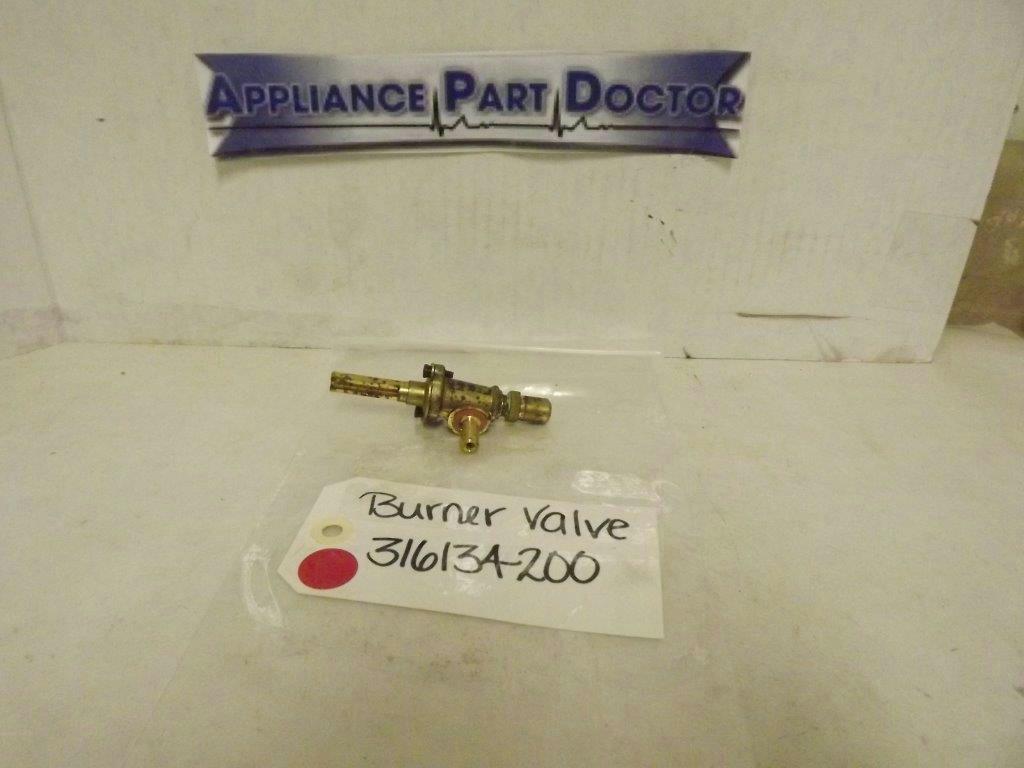 APPLIANCE PART DOCTOR
Burner Valve
316134-200